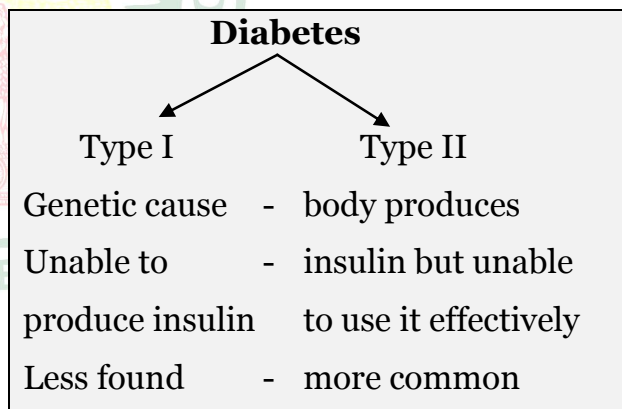 Diabetes
Type I Type II
Genetic cause - body produces
Unable to - insulin but unable
produce insulin to use it effectively
Less found - more common